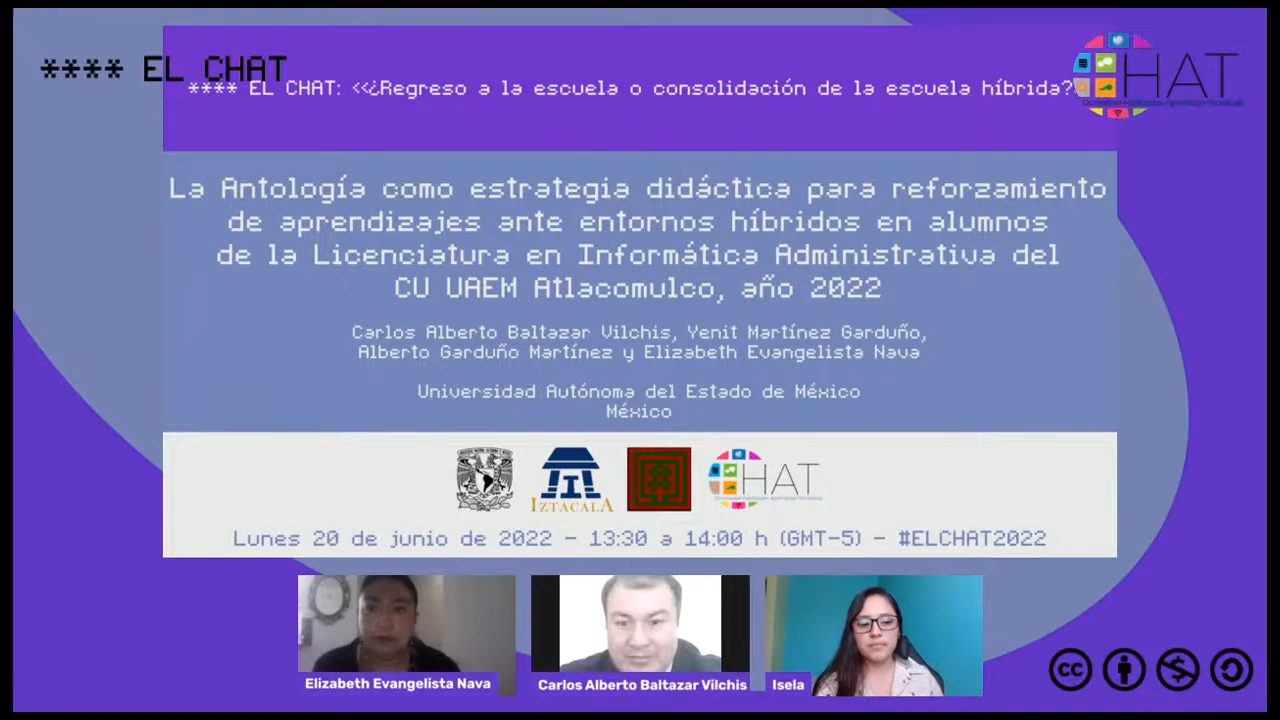 **** EL CHAT
**** EL CHAT: <<¿Regreso a la escuela o consolidación de la escuela híbrida?
HAT
La Antología como estrategia didáctica para reforzamiento
de aprendizajes ante entornos híbridos en alumnos
de la Licenciatura en Informática Administrativa del
CU UAEM Atlacomulco, año 2022
Carlos Alberto Baltazar Vilchis, Yenit Martínez Garduño,
Alberto Garduño Martínez y Elizabeth Evangelista Nava
Universidad Autónoma del Estado de México
México
IZTACALA
HAT
Lunes 20 de junio de 2022 - 13:30 a 14:00 h (GMT-5) - #ELCHAT2022
Elizabeth Evangelista Nava
Carlos Alberto Baltazar Vilchis
Isela
cc